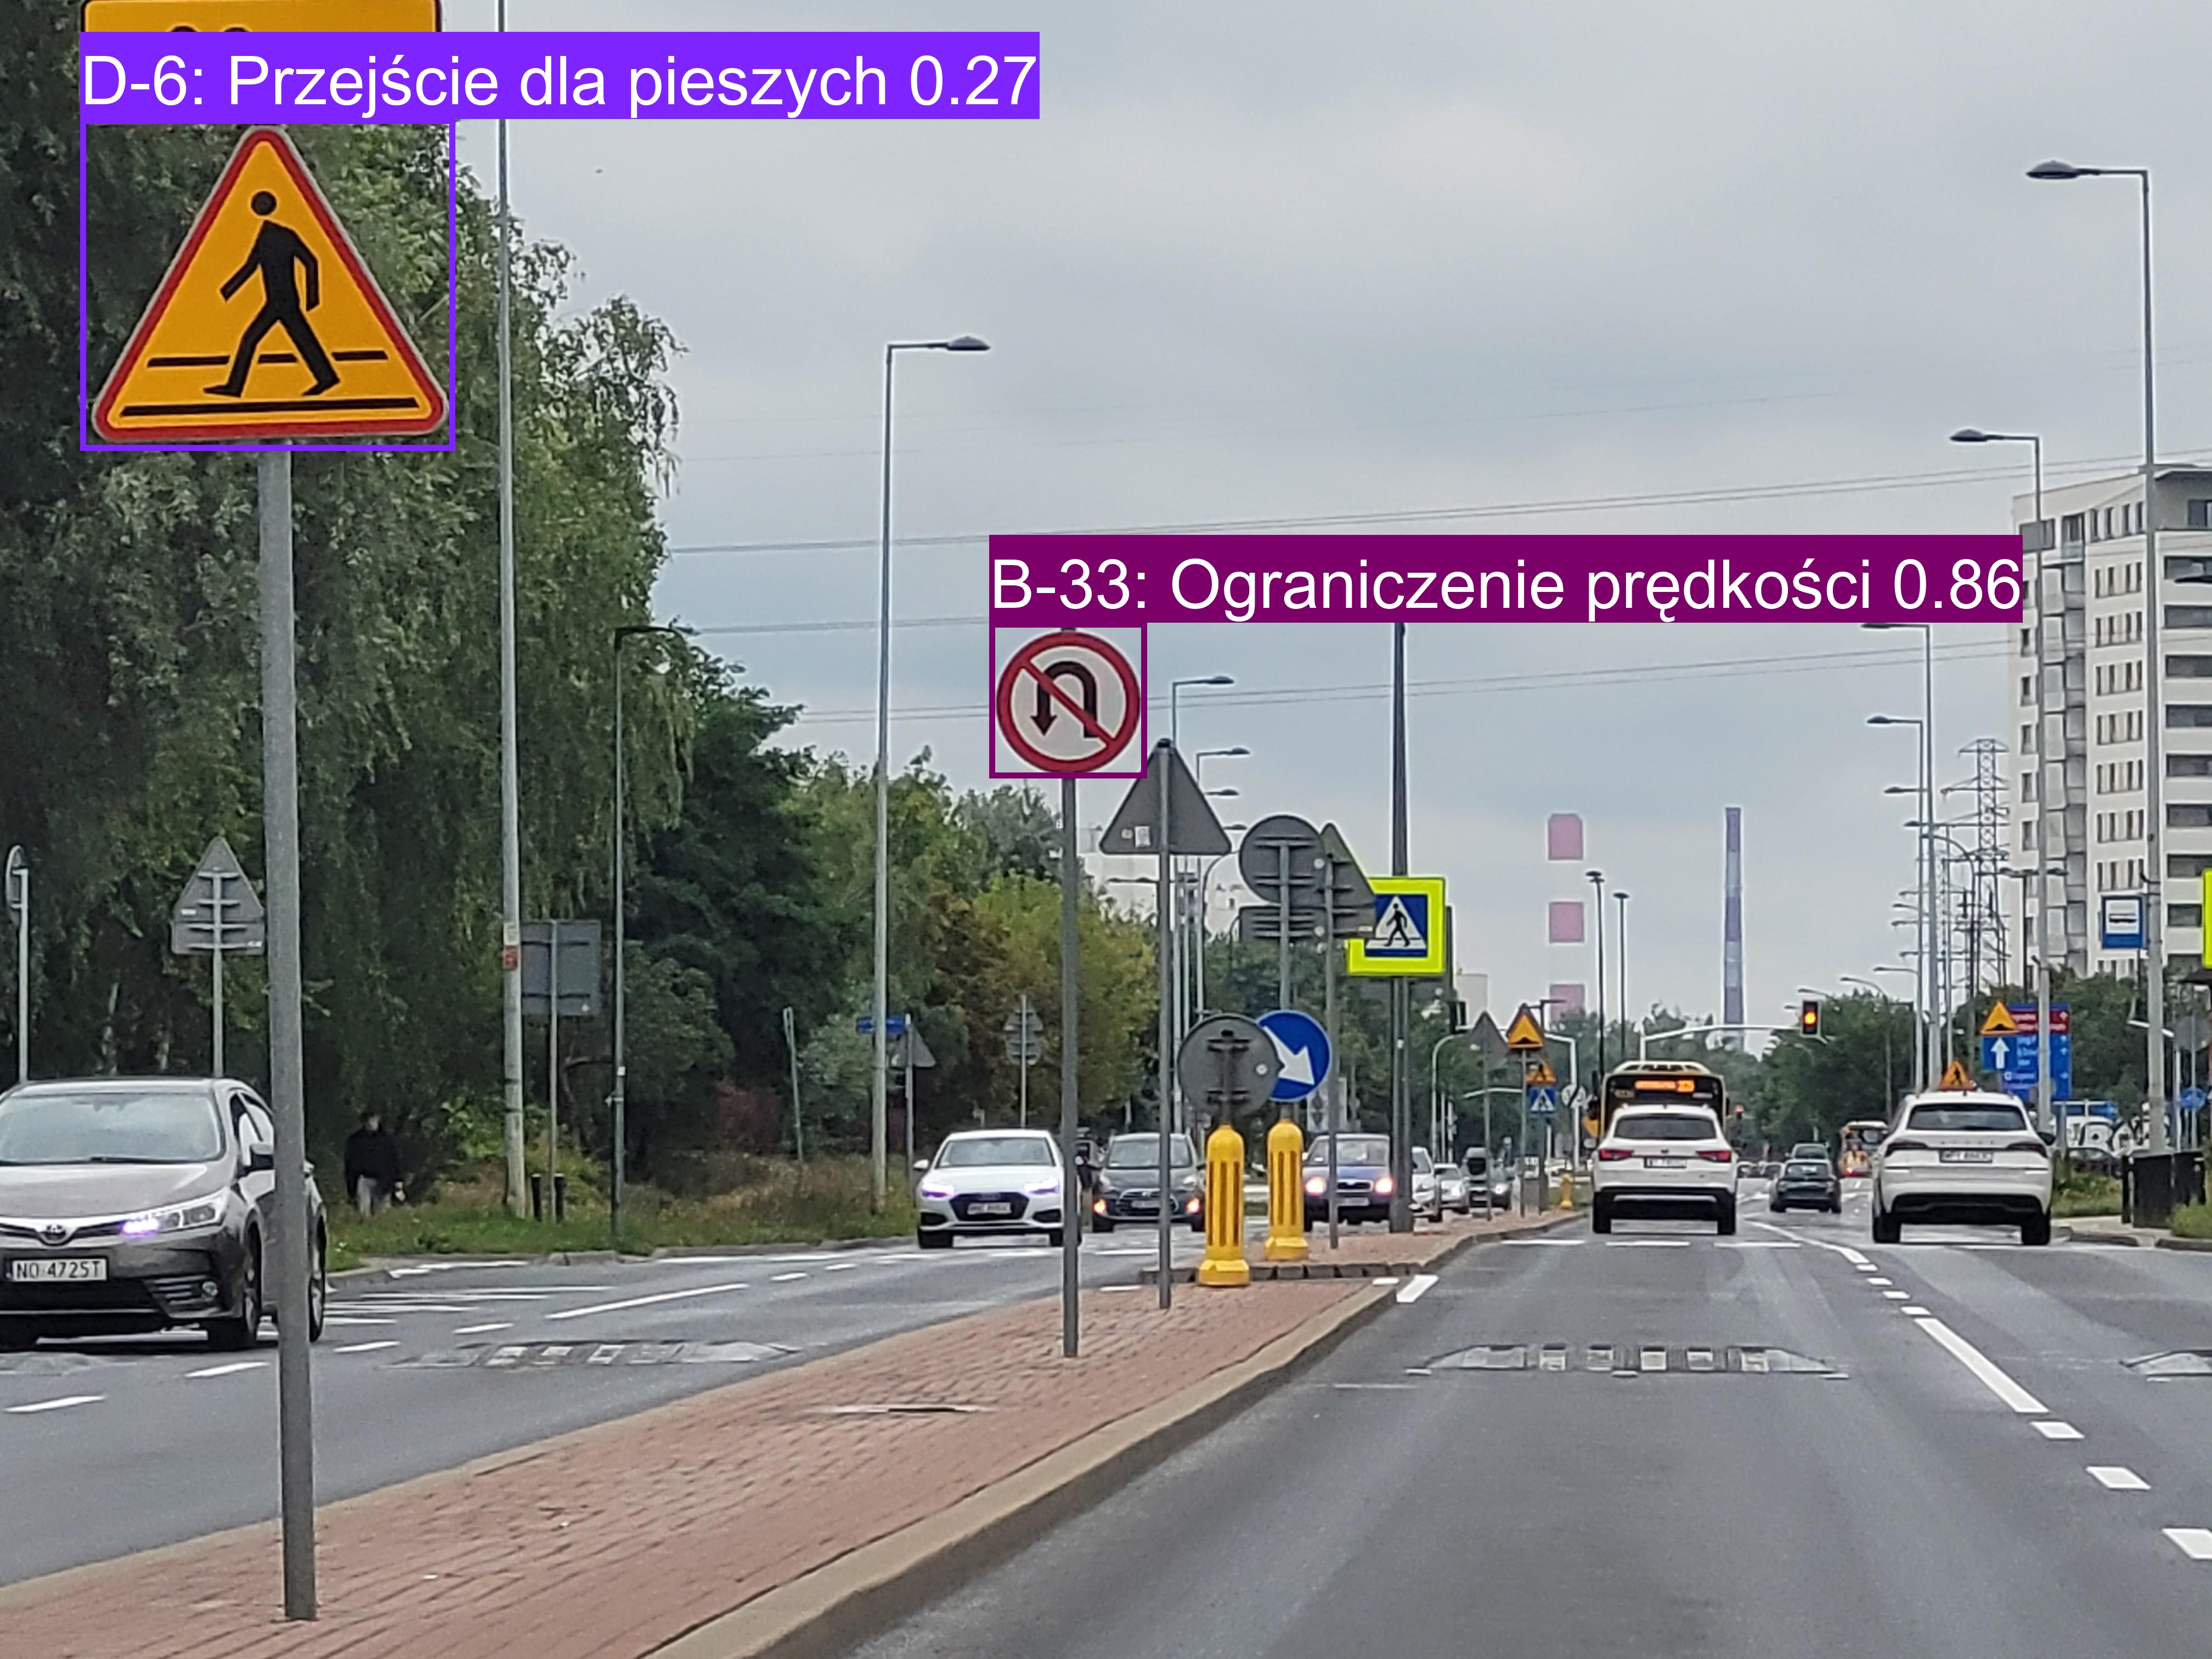 D-6: Przejście dla pieszych 0.27
B-33: Ograniczenie prędkości 0.86
NO 4725T